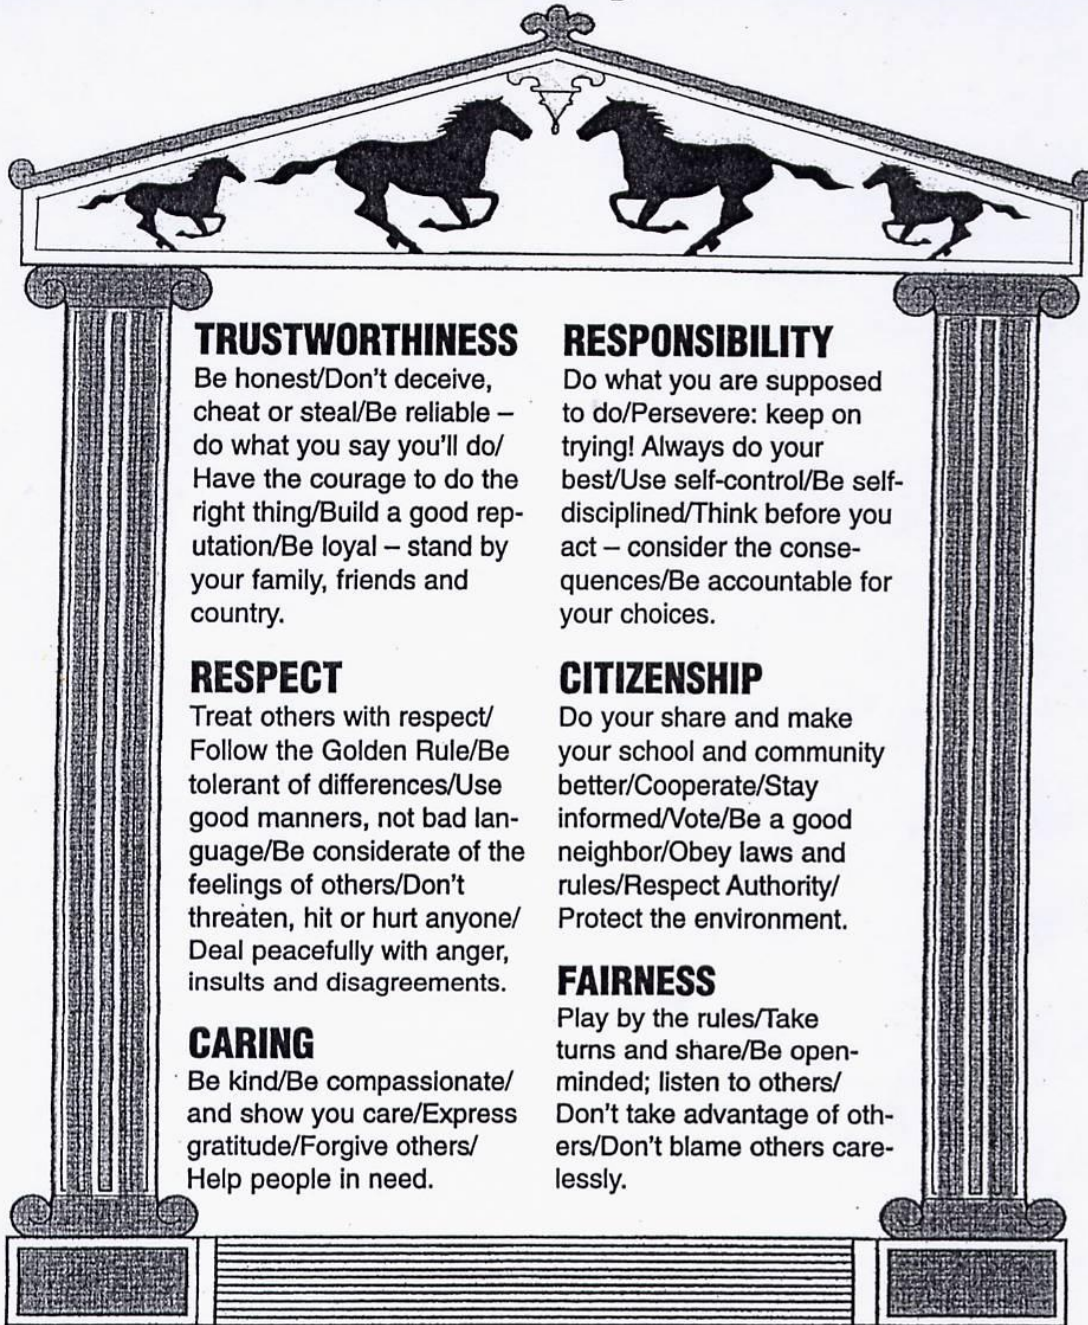 TRUSTWORTHINESS
Be honest/Don't deceive,
cheat or steal/Be reliable –
do what you say you'll do/
Have the courage to do the
right thing/Build a good rep-
utation/Be loyal – stand by
your family, friends and
country.
RESPECT
Treat others with respect/
Follow the Golden Rule/Be
tolerant of differences/Use
good manners, not bad lan-
guage/Be considerate of the
feelings of others/Don't
threaten, hit or hurt anyone/
Deal peacefully with anger,
insults and disagreements.
CARING
Be kind/Be compassionate/
and show you care/Express
gratitude/Forgive others/
Help people in need.
RESPONSIBILITY
Do what you are supposed
to do/Persevere: keep on
trying! Always do your
best/Use self-control/Be self-
disciplined/Think before you
act – consider the conse-
quences/Be accountable for
your choices.
CITIZENSHIP
Do your share and make
your school and community
better/Cooperate/Stay
informed/Vote/Be a good
neighbor/Obey laws and
rules/Respect Authority/
Protect the environment.
FAIRNESS
Play by the rules/Take
turns and share/Be open-
minded; listen to others/
Don't take advantage of oth-
ers/Don't blame others care-
lessly.